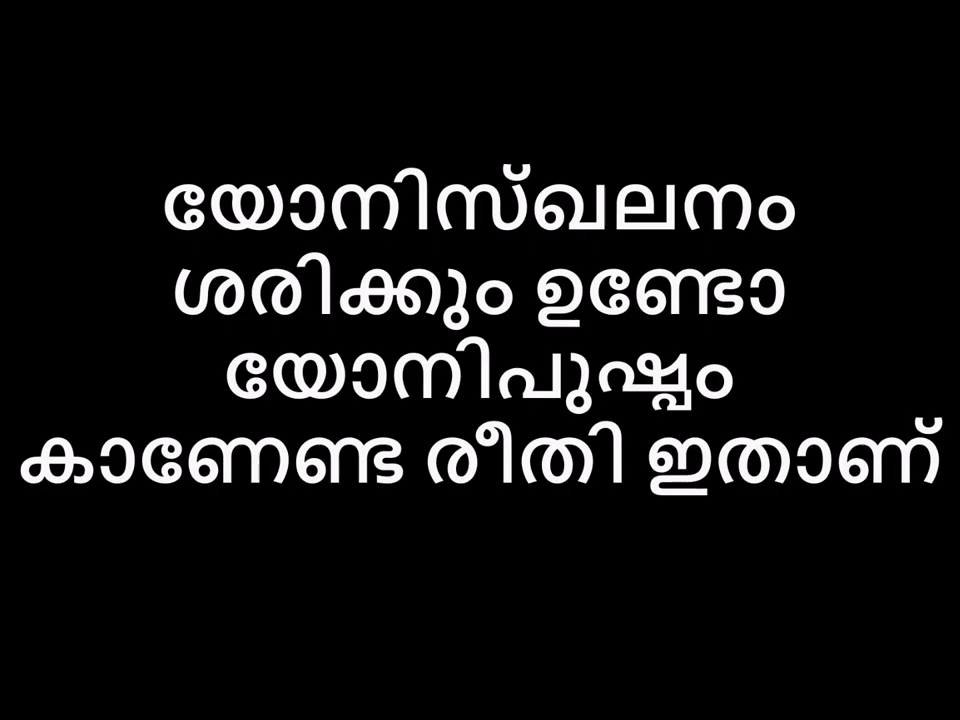 യോനിസ്ഖലനം
ശരിക്കും ഉണ്ടോ
യോനിപുഷ്പം
കാണേണ്ട രീതി ഇതാണ്